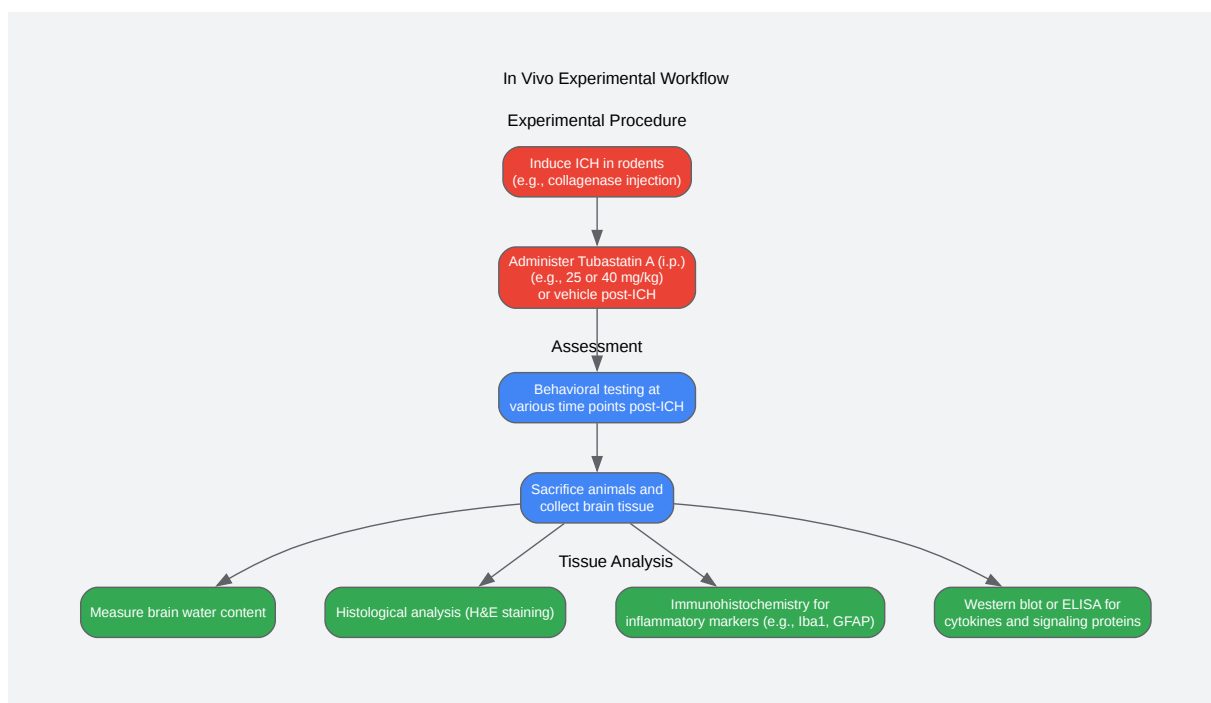 In Vivo Experimental Workflow
Experimental Procedure
Induce ICH in rodents
(e.g., collagenase injection)
Administer Tubastatin A (i.p.)
(e.g., 25 or 40 mg/kg)
or vehicle post-ICH
Assessment
Behavioral testing at
various time points post-ICH
Sacrifice animals and
collect brain tissue
Tissue Analysis
Measure brain water content
Histological analysis (H&E staining)
Immunohistochemistry for
inflammatory markers (e.g., Iba1, GFAP)
Western blot or ELISA for
cytokines and signaling proteins